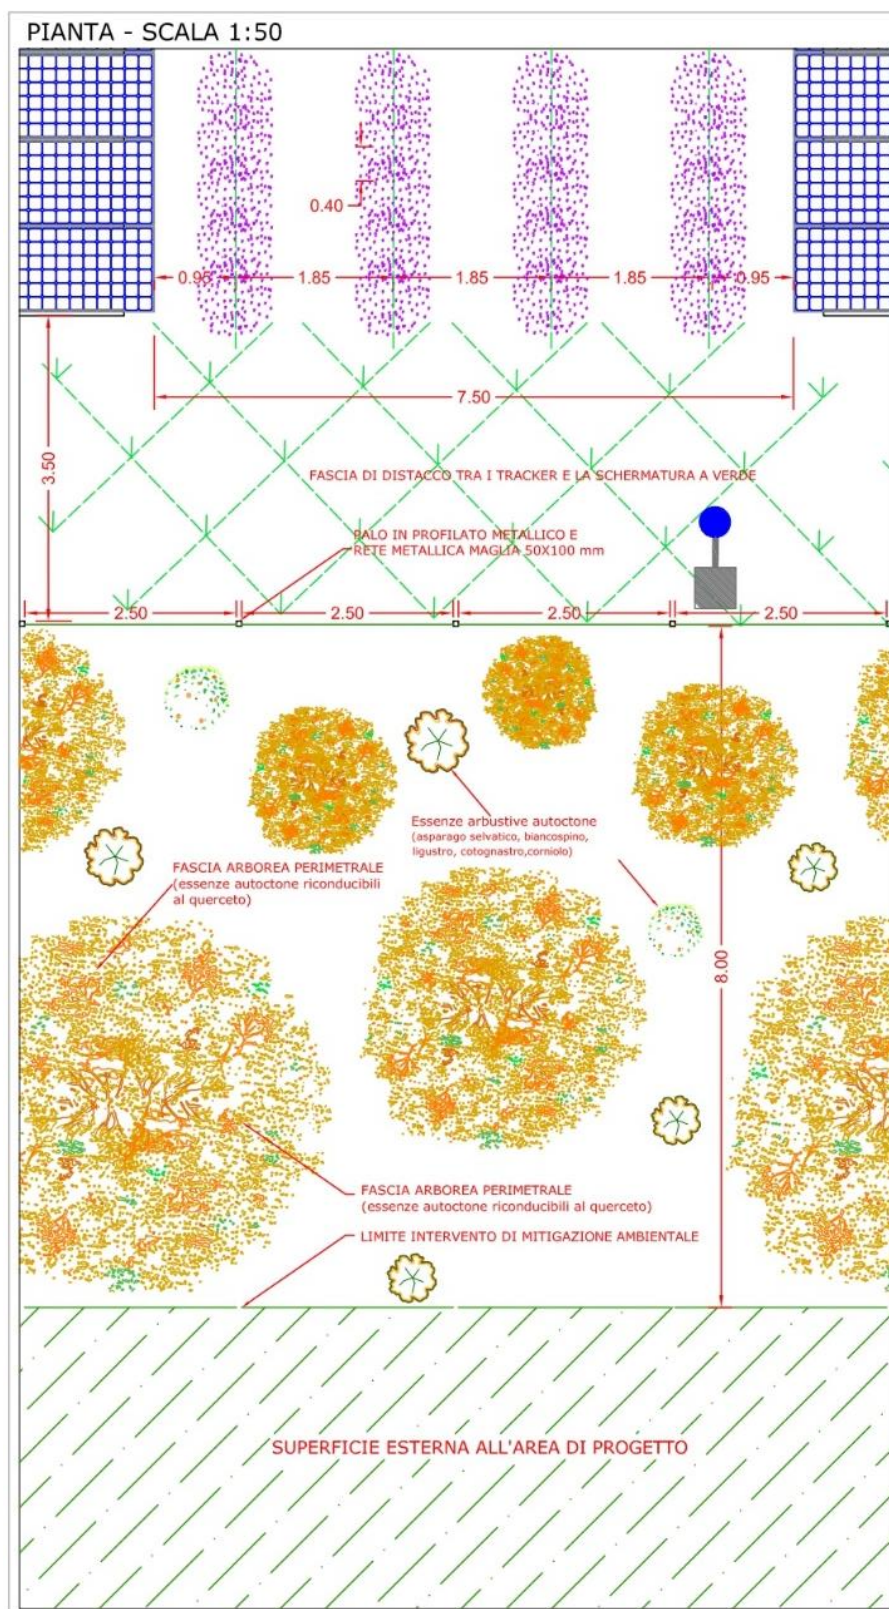 PIANTA - SCALA 1:50
0.40
0.95 1.85 1.85 1.85 0.95
7.50
3.50
FASCIA DI DISTACCO TRA I TRACKER E LA SCHERMATURA A VERDE
PALO IN PROFILATO METALLICO E
RETE METALLICA MAGLIA 50X100 mm
2.50 2.50 2.50 2.50
Essenze arbustive autoctone
(asparago selvatico, biancospino,
ligustro, cotognastro,corniolo)
FASCIA ARBOREA PERIMETRALE
(essenze autoctone riconducibili
al querceto)
8.00
FASCIA ARBOREA PERIMETRALE
(essenze autoctone riconducibili al querceto)
LIMITE INTERVENTO DI MITIGAZIONE AMBIENTALE
SUPERFICIE ESTERNA ALL'AREA DI PROGETTO